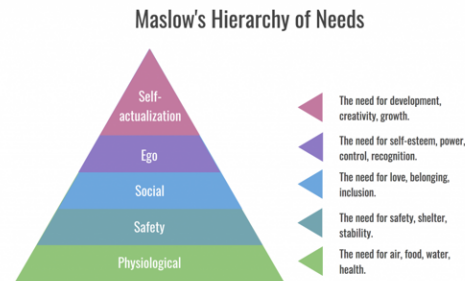 Maslow's Hierarchy of Needs
Self-
actualization
The need for development,
creativity, growth.
Ego
The need for self-esteem, power,
control, recognition.
Social
The need for love, belonging,
inclusion.
Safety
The need for safety, shelter,
stability.
Physiological
The need for air, food, water,
health.